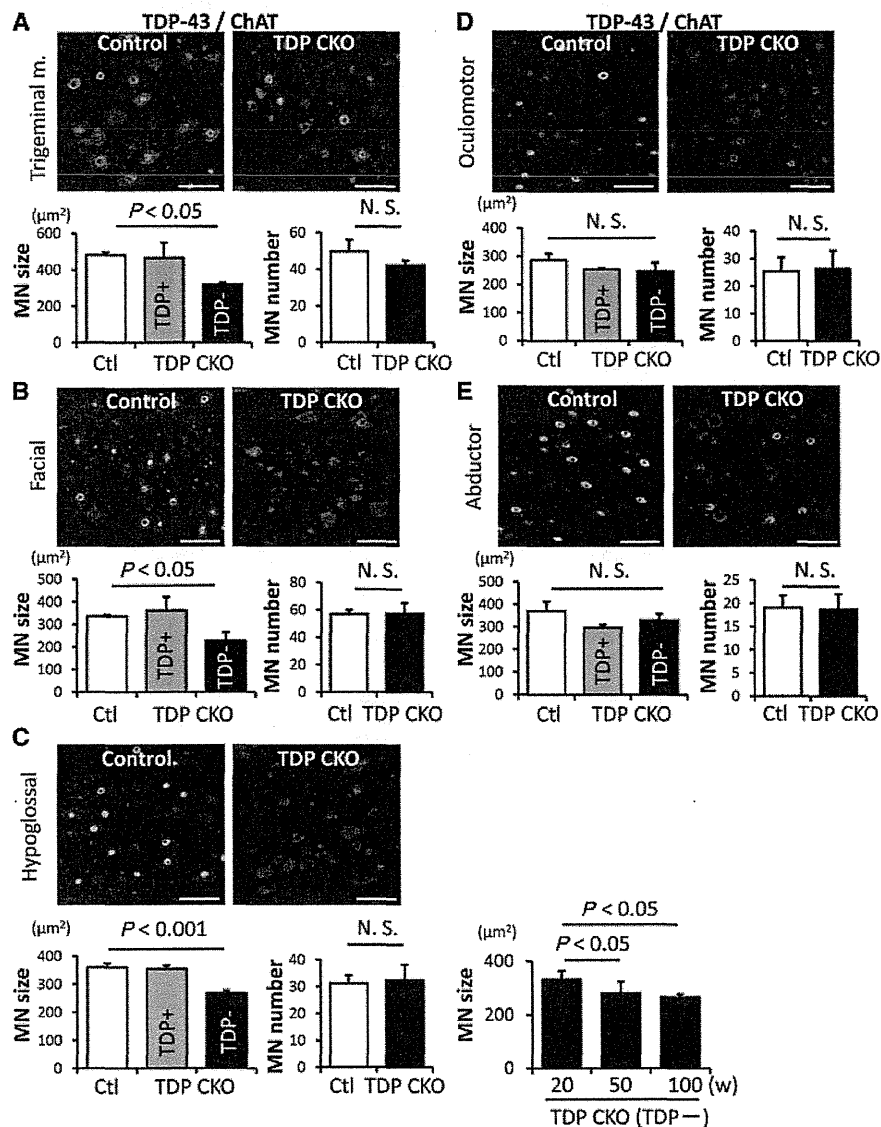 A
TDP-43 / ChAT
Control
TDP CKO
Trigeminal m.
(μm²)
P < 0.05
MN size
600
400
200
0
TDP+
TDP-
Ctl
TDP CKO
N. S.
MN number
60
40
20
0
Ctl TDP CKO
B
Control
TDP CKO
Facial
(μm²)
P < 0.05
MN size
500
400
300
200
100
0
TDP+
TDP-
Ctl
TDP CKO
N. S.
MN number
80
60
40
20
0
Ctl TDP CKO
C
Control
TDP CKO
Hypoglossal
(μm²)
P < 0.001
MN size
400
300
200
100
0
TDP+
TDP-
Ctl
TDP CKO
N. S.
MN number
40
30
20
10
0
Ctl TDP CKO
(μm²)
P < 0.05
P < 0.05
MN size
400
200
0
20
50
100
(w)
TDP CKO (TDP—)
D
TDP-43 / ChAT
Control
TDP CKO
Oculomotor
N. S.
MN size
400
300
200
100
0
TDP+
TDP-
Ctl
TDP CKO
N. S.
MN number
40
30
20
10
0
Ctl TDP CKO
E
Control
TDP CKO
Abductor
(μm²)
N. S.
MN size
500
400
300
200
100
0
TDP+
TDP-
Ctl
TDP CKO
N. S.
MN number
25
20
15
10
5
0
Ctl TDP CKO